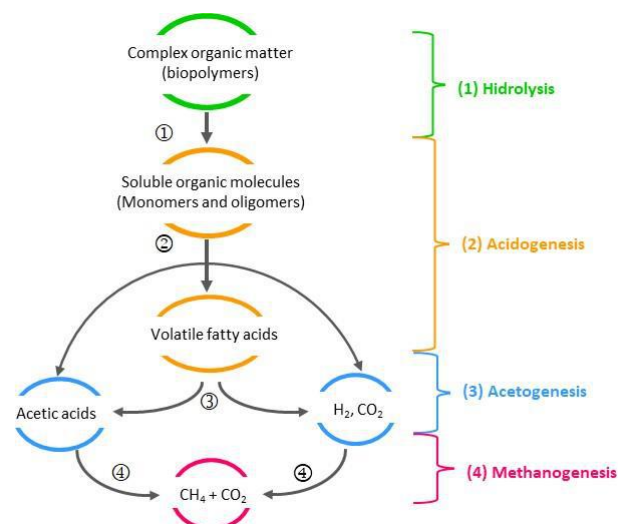 Complex organic matter
(biopolymers)
(1) Hidrolysis
①
Soluble organic molecules
(Monomers and oligomers)
②
(2) Acidogenesis
Volatile fatty acids
③
Acetic acids
H₂, CO₂
(3) Acetogenesis
④
④
CH₄ + CO₂
(4) Methanogenesis